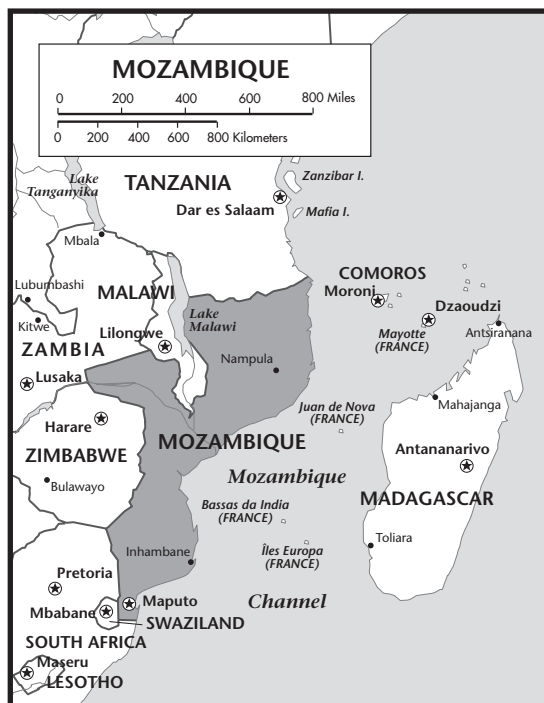 MOZAMBIQUE
0 200 400 800 Miles
0 200 400 600 800 Kilometers
Lake
Tanganyika
TANZANIA
Zanzibar I.
Dar es Salaam
Mafia I.
Mbala
COMOROS
Moroni
Lubumbashi
MALAWI
Dzaoudzi
Kitwe
Lake
Malawi
Mayotte
(FRANCE)
Antsiranana
Lilongwe
ZAMBIA
Nampula
Lusaka
Juan de Nova
(FRANCE)
Mahajanga
Harare
MOZAMBIQUE
ZIMBABWE
Antananarivo
Mozambique
Bulawayo
MADAGASCAR
Bassas da India
(FRANCE)
Inhambane
Îles Europa
(FRANCE)
Toliara
Pretoria
Maputo
Channel
Mbabane
SWAZILAND
SOUTH AFRICA
Maseru
LESOTHO